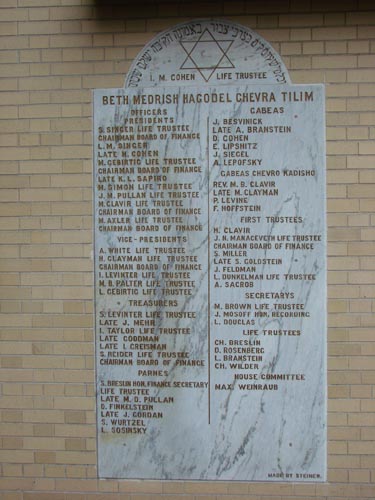 I. M. COHEN LIFE TRUSTEE
BETH MEDRISH HAGODEL CHEVRA TILIM
OFFICERS
PRESIDENTS
S. SINGER LIFE TRUSTEE
CHAIRMAN BOARD OF FINANCE
L. M. SINGER
LATE H. COHEN
M. GEBIRTIG LIFE TRUSTEE
CHAIRMAN BOARD OF FINANCE
LATE K. L. SAPIRO
M. SIMON LIFE TRUSTEE
J. M. PULLAN LIFE TRUSTEE
H. CLAVIR LIFE TRUSTEE
CHAIRMAN BOARD OF FINANCE
M. AXLER LIFE TRUSTEE
CHAIRMAN BOARD OF FINANCE
VICE-PRESIDENTS
A. WHITE LIFE TRUSTEE
H. CLAYMAN LIFE TRUSTEE
CHAIRMAN BOARD OF FINANCE
I. LEVINTER LIFE TRUSTEE
M. B. PALTER LIFE TRUSTEE
L. GEBIRTIG LIFE TRUSTEE
TREASURERS
S. LEVINTER LIFE TRUSTEE
LATE J. MEHR
I. TAYLOR LIFE TRUSTEE
LATE GOODMAN
LATE I. CREISMAN
S. REIDER LIFE TRUSTEE
CHAIRMAN BOARD OF FINANCE
PARNES
S. BRESLIN HON. FINANCE SECRETARY
LIFE TRUSTEE
LATE M. D. PULLAN
D. FINKELSTEIN
LATE J. GORDAN
S. WURTZEL
L. SOSINSKY
GABEAS
J. BESVINICK
LATE A. BRANSTEIN
D. COHEN
E. LIPSHITZ
J. SIEGEL
A. LEPOFSKY
GABEAS CHEVRO KADISHO
REV. M. B. CLAVIR
LATE M. CLAYMAN
P. LEVINE
F. HOFFSTEIN
FIRST TRUSTEES
H. CLAVIR
J. N. MANACEVETH LIFE TRUSTEE
CHAIRMAN BOARD OF FINANCE
S. MILLER
LATE S. GOLDSTEIN
J. FELDMAN
L. DUNKELMAN LIFE TRUSTEE
A. SACROB
SECRETARYS
M. BROWN LIFE TRUSTEE
J. MOSOFF HON. RECORDING
L. DOUGLAS
LIFE TRUSTEES
CH. BRESLIN
D. ROSENBERG
L. BRANSTEIN
CH. WILDER
HOUSE COMMITTEE
MAX. WEINRAUB
MADE BY STEINER